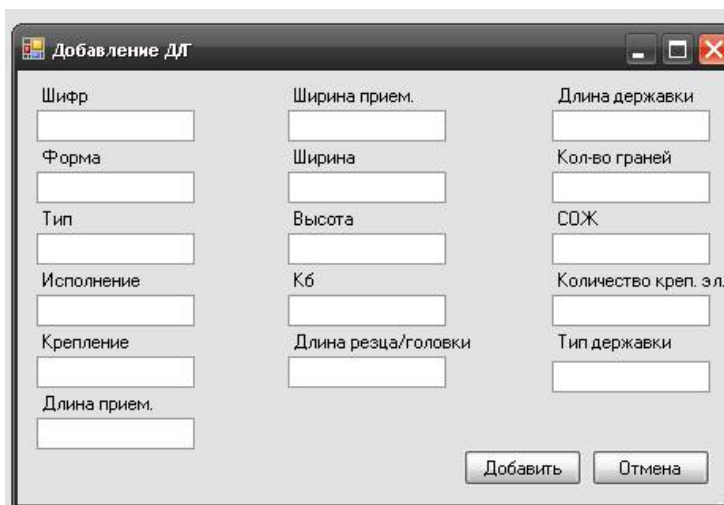 Добавление Д/Г
Шифр
Ширина прием.
Длина державки
Форма
Ширина
Кол-во граней
Тип
Высота
СОЖ
Исполнение
Кб
Количество креп. эл.
Крепление
Длина резца/головки
Тип державки
Длина прием.
Добавить
Отмена